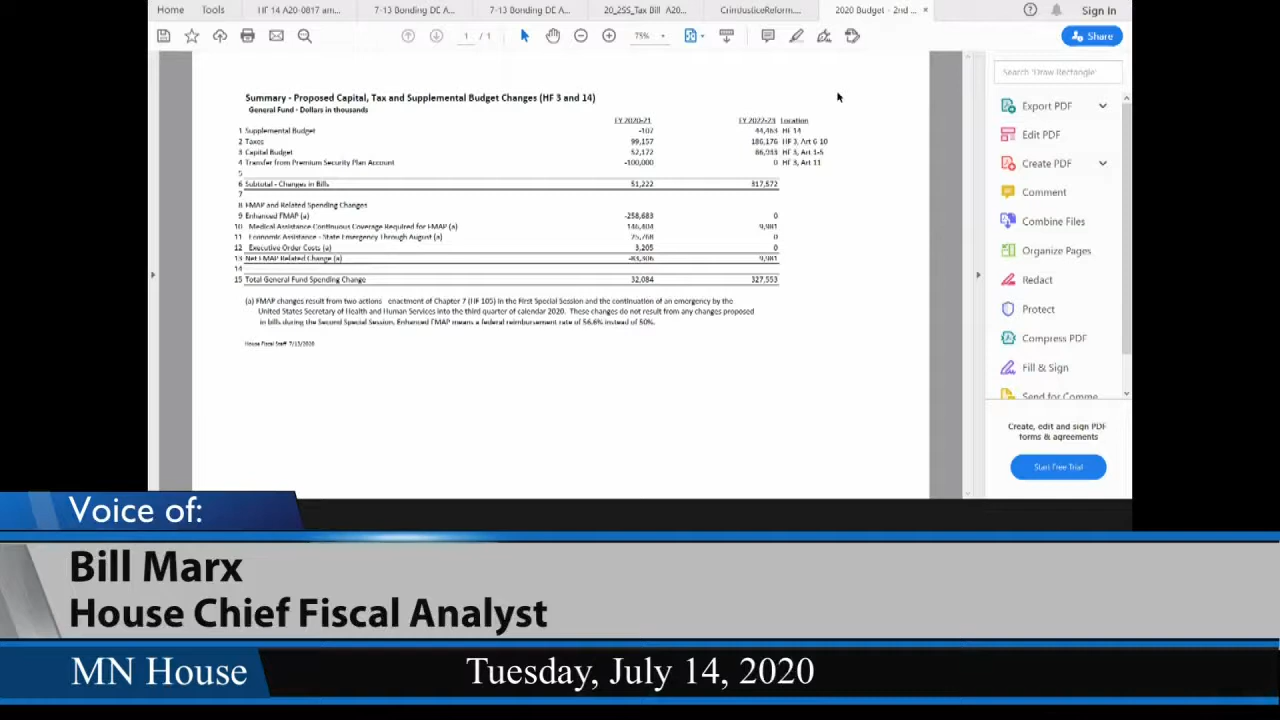 Home Tools HF 14 A20-0817 am... 7-13 Bonding DE A... 7-13 Bonding DE A... 20_2SS_Tax Bill A20... CrimJusticeReform.... 2020 Budget - 2nd ... × Sign In
1 / 1 75% Share
Summary - Proposed Capital, Tax and Supplemental Budget Changes (HF 3 and 14)
General Fund - Dollars in thousands
FY 2020-21 FY 2022-23 Location
1 Supplemental Budget -107 44,463 HF 14
2 Taxes 99,157 186,176 HF 3, Art 6-10
3 Capital Budget 52,172 86,933 HF 3, Art 1-5
4 Transfer from Premium Security Plan Account -100,000 0 HF 3, Art 11
5
6 Subtotal - Changes in Bills 51,222 317,572
7
8 FMAP and Related Spending Changes
9 Enhanced FMAP (a) -258,683 0
10 Medical Assistance Continuous Coverage Required for FMAP (a) 146,404 9,981
11 Economic Assistance - State Emergency Through August (a) 25,768 0
12 Executive Order Costs (a) 3,205 0
13 Net FMAP Related Change (a) -83,306 9,981
14
15 Total General Fund Spending Change 32,084 327,553
(a) FMAP changes result from two actions enactment of Chapter 7 (HF 105) in the First Special Session and the continuation of an emergency by the
United States Secretary of Health and Human Services into the third quarter of calendar 2020. These changes do not result from any changes proposed
in bills during the Second Special Session. Enhanced FMAP means a federal reimbursement rate of 56.6% instead of 50%.
House Fiscal Staff 7/13/2020
Search 'Draw Rectangle'
Export PDF
Edit PDF
Create PDF
Comment
Combine Files
Organize Pages
Redact
Protect
Compress PDF
Fill & Sign
Send for Comme
Create, edit and sign PDF
forms & agreements
Start Free Trial
Voice of:
Bill Marx
House Chief Fiscal Analyst
MN House Tuesday, July 14, 2020